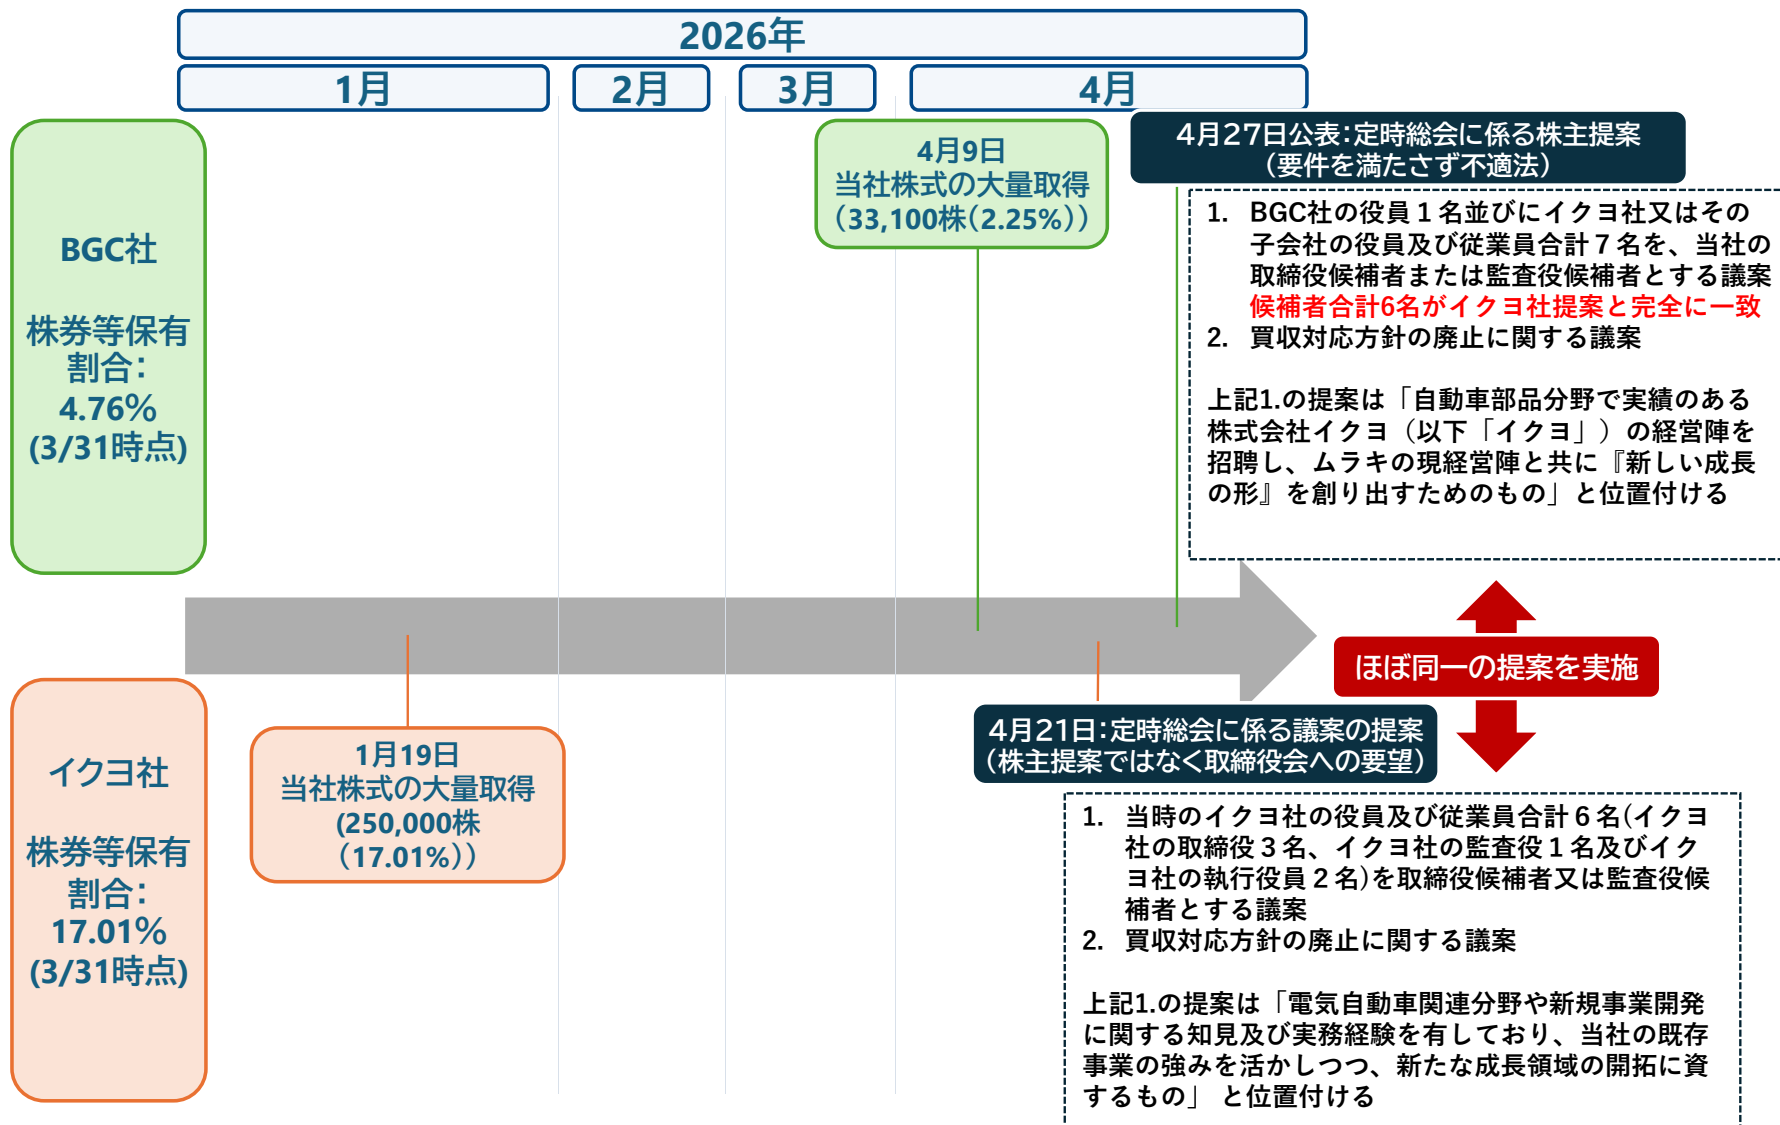 2026年
1月
2月
3月
4月
BGC社
株券等保有
割合：
4.76％
(3/31時点)
4月9日
当社株式の大量取得
（33,100株（2.25%））
4月27日公表：定時総会に係る株主提案
（要件を満たさず不適法）
1. BGC社の役員１名並びにイクヨ社又はその
子会社の役員及び従業員合計７名を、当社の
取締役候補者または監査役候補者とする議案
候補者合計6名がイクヨ社提案と完全に一致
2. 買収対応方針の廃止に関する議案
上記1.の提案は「自動車部品分野で実績のある
株式会社イクヨ（以下「イクヨ」）の経営陣を
招聘し、ムラキの現経営陣と共に『新しい成長
の形』を創り出すためのもの」と位置付ける
ほぼ同一の提案を実施
イクヨ社
株券等保有
割合：
17.01％
(3/31時点)
1月19日
当社株式の大量取得
(250,000株
（17.01%））
4月21日：定時総会に係る議案の提案
（株主提案ではなく取締役会への要望）
1. 当時のイクヨ社の役員及び従業員合計６名(イクヨ
社の取締役３名、イクヨ社の監査役１名及びイク
ヨ社の執行役員２名)を取締役候補者又は監査役候
補者とする議案
2. 買収対応方針の廃止に関する議案
上記1.の提案は「電気自動車関連分野や新規事業開発
に関する知見及び実務経験を有しており、当社の既存
事業の強みを活かしつつ、新たな成長領域の開拓に資
するもの」 と位置付ける